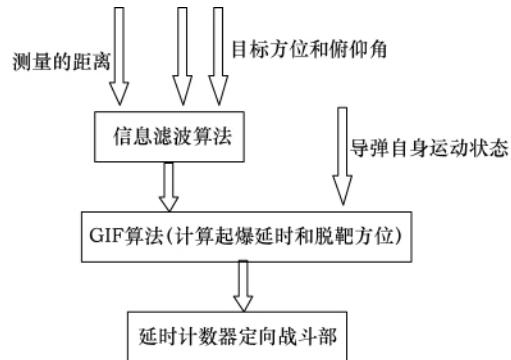 目标方位和俯仰角
测量的距离
信息滤波算法
导弹自身运动状态
GIF算法(计算起爆延时和脱靶方位)
延时计数器定向战斗部